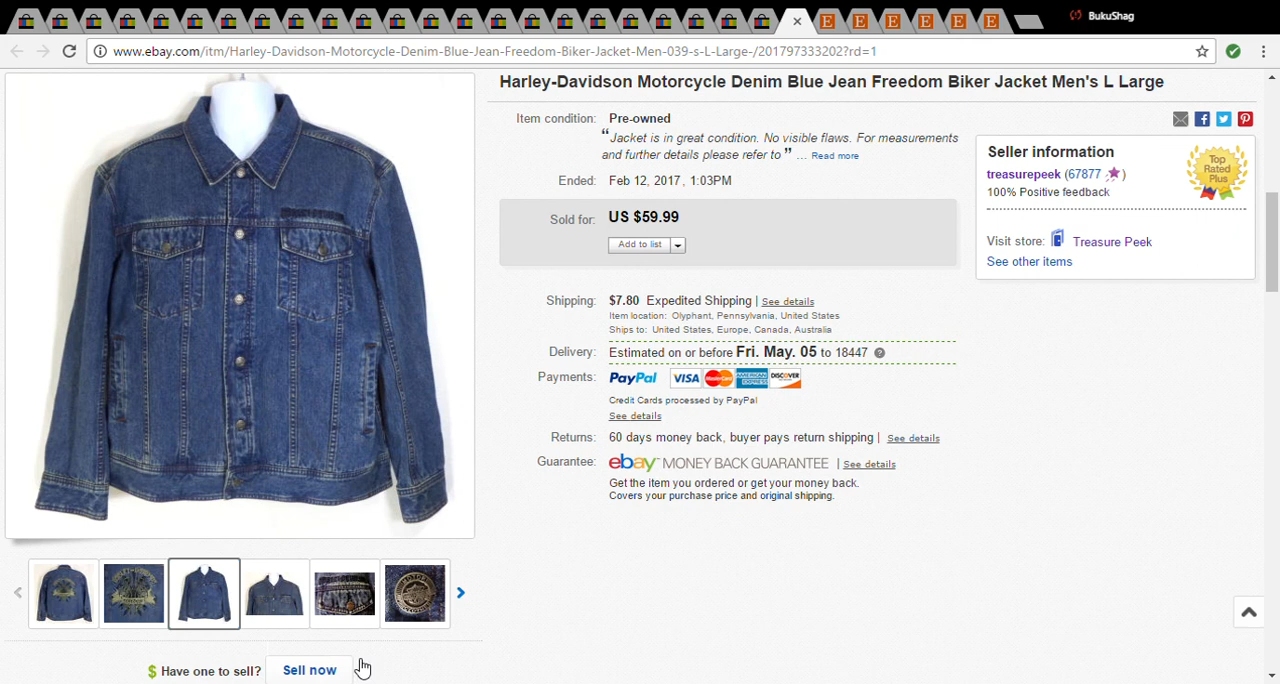 BukuShag
www.ebay.com/itm/Harley-Davidson-Motorcycle-Denim-Blue-Jean-Freedom-Biker-Jacket-Men-039-s-L-Large-/201797333202?rd=1
Harley-Davidson Motorcycle Denim Blue Jean Freedom Biker Jacket Men's L Large
Item condition: Pre-owned
“Jacket is in great condition. No visible flaws. For measurements
and further details please refer to ” ... Read more
Ended: Feb 12, 2017 , 1:03PM
Sold for: US $59.99
Add to list
Seller information
treasurepeek (67877 )
100% Positive feedback
Top
Rated
Plus
Visit store: Treasure Peek
See other items
Shipping: $7.80 Expedited Shipping | See details
Item location: Olyphant, Pennsylvania, United States
Ships to: United States, Europe, Canada, Australia
Delivery: Estimated on or before Fri. May. 05 to 18447 ?
Payments: PayPal VISA MasterCard AMERICAN EXPRESS DISCOVER
Credit Cards processed by PayPal
See details
Returns: 60 days money back, buyer pays return shipping | See details
Guarantee: ebay MONEY BACK GUARANTEE | See details
Get the item you ordered or get your money back.
Covers your purchase price and original shipping.
$ Have one to sell? Sell now